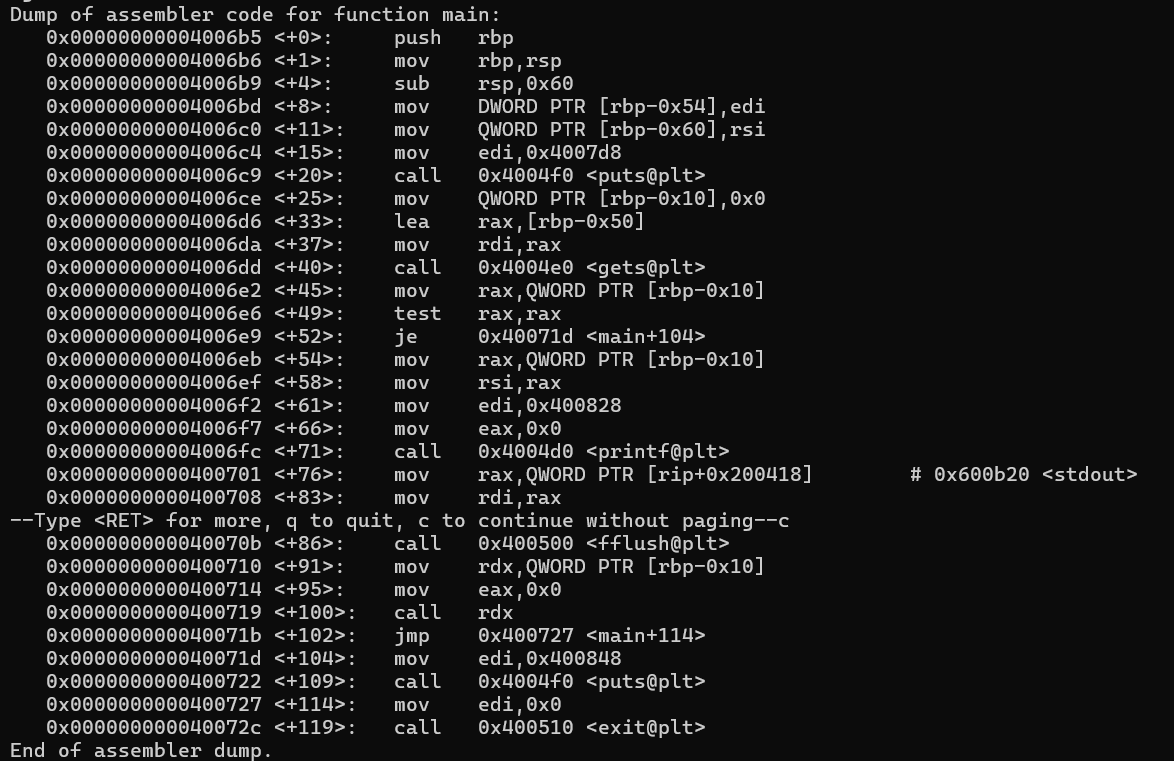 Dump of assembler code for function main:
   0x00000000004006b5 <+0>:     push   rbp
   0x00000000004006b6 <+1>:     mov    rbp,rsp
   0x00000000004006b9 <+4>:     sub    rsp,0x60
   0x00000000004006bd <+8>:     mov    DWORD PTR [rbp-0x54],edi
   0x00000000004006c0 <+11>:    mov    QWORD PTR [rbp-0x60],rsi
   0x00000000004006c4 <+15>:    mov    edi,0x4007d8
   0x00000000004006c9 <+20>:    call   0x4004f0 <puts@plt>
   0x00000000004006ce <+25>:    mov    QWORD PTR [rbp-0x10],0x0
   0x00000000004006d6 <+33>:    lea    rax,[rbp-0x50]
   0x00000000004006da <+37>:    mov    rdi,rax
   0x00000000004006dd <+40>:    call   0x4004e0 <gets@plt>
   0x00000000004006e2 <+45>:    mov    rax,QWORD PTR [rbp-0x10]
   0x00000000004006e6 <+49>:    test   rax,rax
   0x00000000004006e9 <+52>:    je     0x40071d <main+104>
   0x00000000004006eb <+54>:    mov    rax,QWORD PTR [rbp-0x10]
   0x00000000004006ef <+58>:    mov    rsi,rax
   0x00000000004006f2 <+61>:    mov    edi,0x400828
   0x00000000004006f7 <+66>:    mov    eax,0x0
   0x00000000004006fc <+71>:    call   0x4004d0 <printf@plt>
   0x0000000000400701 <+76>:    mov    rax,QWORD PTR [rip+0x200418]        # 0x600b20 <stdout>
   0x0000000000400708 <+83>:    mov    rdi,rax
--Type <RET> for more, q to quit, c to continue without paging--c
   0x000000000040070b <+86>:    call   0x400500 <fflush@plt>
   0x0000000000400710 <+91>:    mov    rdx,QWORD PTR [rbp-0x10]
   0x0000000000400714 <+95>:    mov    eax,0x0
   0x0000000000400719 <+100>:   call   rdx
   0x000000000040071b <+102>:   jmp    0x400727 <main+114>
   0x000000000040071d <+104>:   mov    edi,0x400848
   0x0000000000400722 <+109>:   call   0x4004f0 <puts@plt>
   0x0000000000400727 <+114>:   mov    edi,0x0
   0x000000000040072c <+119>:   call   0x400510 <exit@plt>
End of assembler dump.